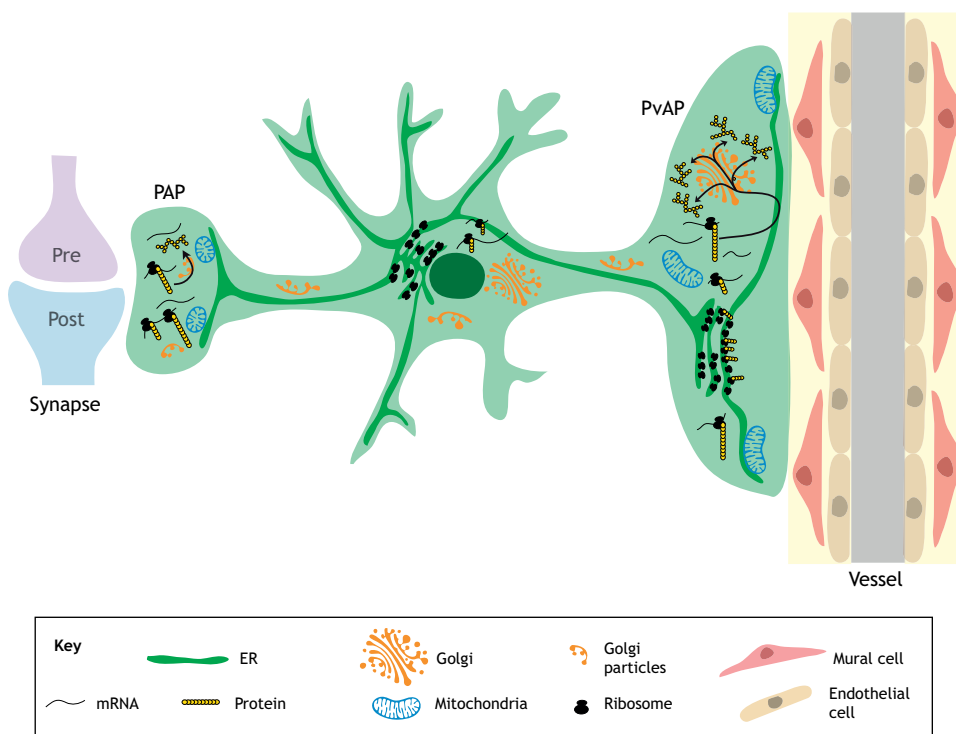 PvAP
PAP
Pre
Post
Synapse
Vessel
Key
ER
Golgi
Golgi
particles
Mural cell
mRNA
Protein
Mitochondria
Ribosome
Endothelial
cell